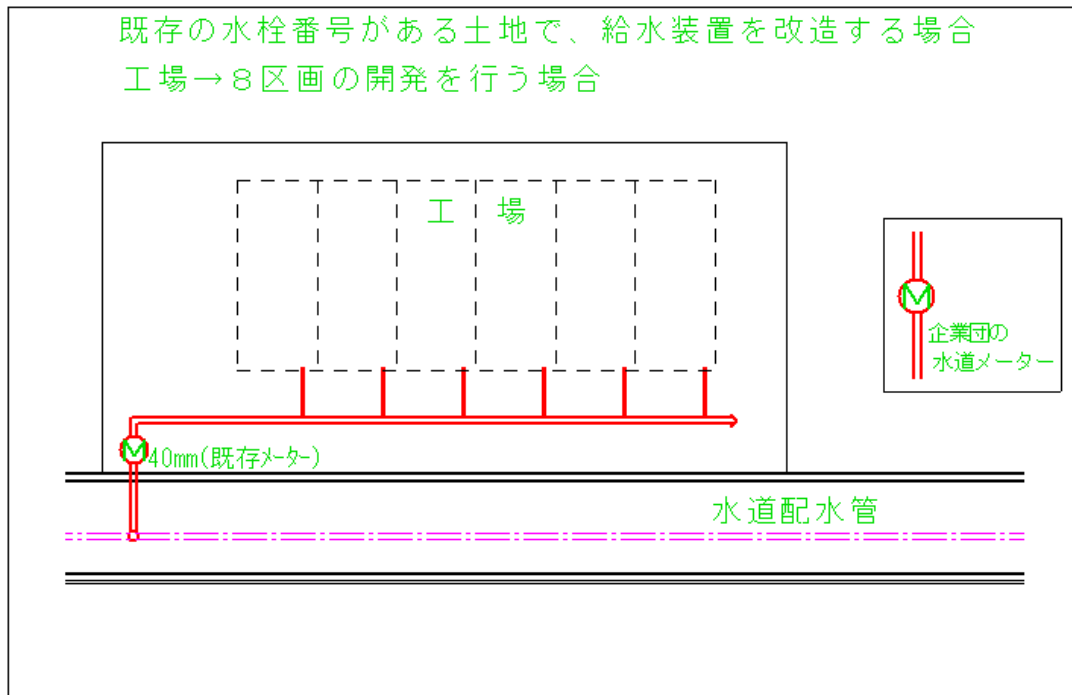 既存の水栓番号がある土地で、給水装置を改造する場合
工場→８区画の開発を行う場合
工　場
M
企業団の
水道メーター
M
40mm(既存ﾒｰﾀｰ)
水道配水管